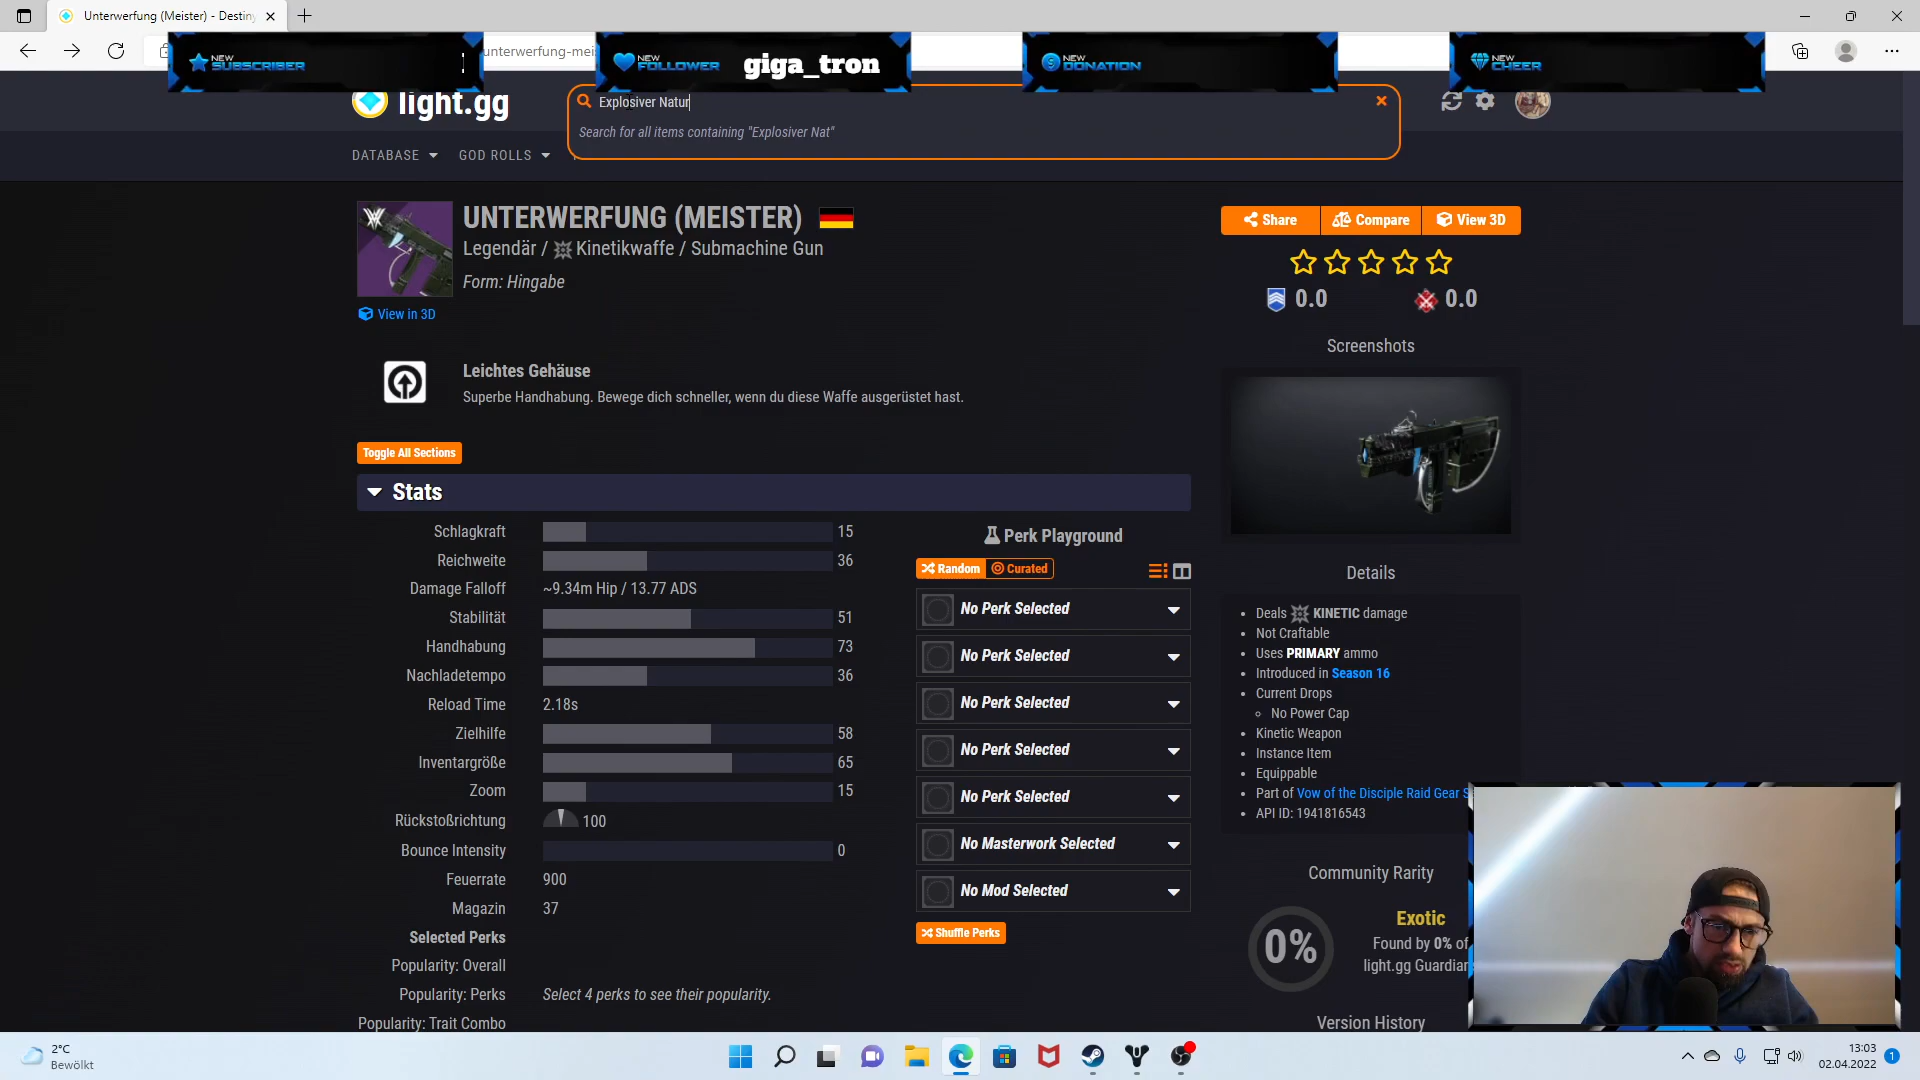 Unterwerfung (Meister) - Destiny
unterwerfung-meis
NEW SUBSCRIBER
NEW FOLLOWER giga_tron
NEW DONATION
NEW CHEER
light.gg
Explosiver Natur
Search for all items containing "Explosiver Nat"
DATABASE
GOD ROLLS
UNTERWERFUNG (MEISTER)
Legendär / Kinetikwaffe / Submachine Gun
Form: Hingabe
View in 3D
Share
Compare
View 3D
0.0
0.0
Screenshots
Leichtes Gehäuse
Superbe Handhabung. Bewege dich schneller, wenn du diese Waffe ausgerüstet hast.
Toggle All Sections
Stats
Schlagkraft 15
Reichweite 36
Damage Falloff ~9.34m Hip / 13.77 ADS
Stabilität 51
Handhabung 73
Nachladetempo 36
Reload Time 2.18s
Zielhilfe 58
Inventargröße 65
Zoom 15
Rückstoßrichtung 100
Bounce Intensity 0
Feuerrate 900
Magazin 37
Selected Perks
Popularity: Overall
Popularity: Perks Select 4 perks to see their popularity.
Popularity: Trait Combo
Perk Playground
Random
Curated
No Perk Selected
No Perk Selected
No Perk Selected
No Perk Selected
No Perk Selected
No Masterwork Selected
No Mod Selected
Shuffle Perks
Details
Deals KINETIC damage
Not Craftable
Uses PRIMARY ammo
Introduced in Season 16
Current Drops
No Power Cap
Kinetic Weapon
Instance Item
Equippable
Part of Vow of the Disciple Raid Gear S
API ID: 1941816543
Community Rarity
0%
Exotic
Found by 0% of
light.gg Guardian
Version History
2°C
Bewölkt
13:03
02.04.2022
1